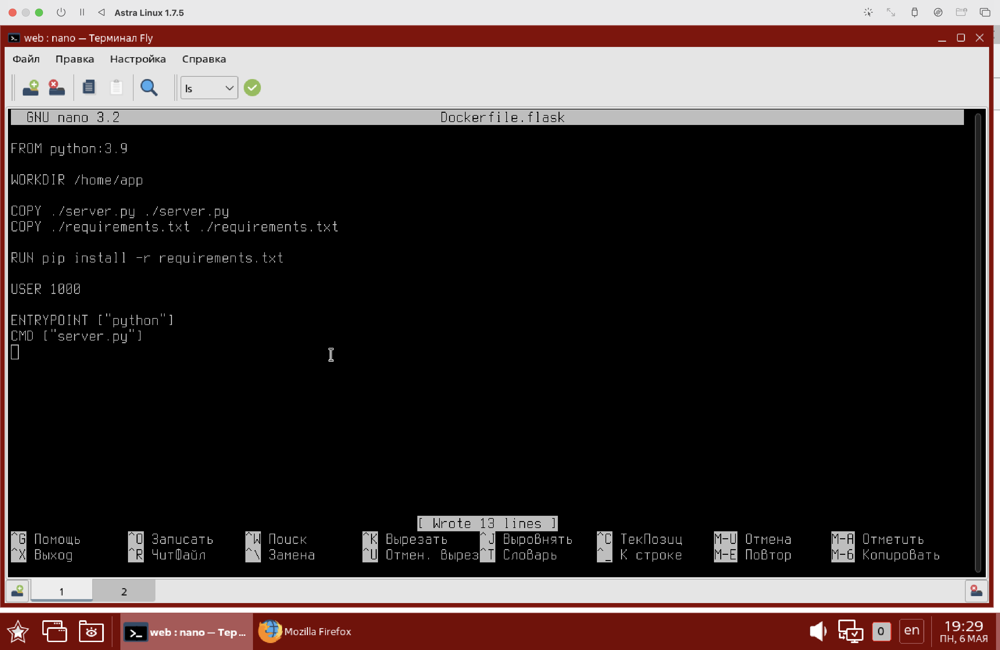 Astra Linux 1.7.5
web : nano — Терминал Fly
Файл Правка Настройка Справка
ls
GNU nano 3.2 Dockerfile.flask
FROM python:3.9
WORKDIR /home/app
COPY ./server.py ./server.py
COPY ./requirements.txt ./requirements.txt
RUN pip install -r requirements.txt
USER 1000
ENTRYPOINT ["python"]
CMD ["server.py"]
[ Wrote 13 lines ]
^G Помощь ^O Записать ^W Поиск ^K Вырезать ^J Выровнять ^C ТекПозиц M-U Отмена M-A Отметить
^X Выход ^R ЧитФайл ^\ Замена ^U Отмен. Вырез ^T Словарь ^_ К строке M-E Повтор M-6 Копировать
1 2
web : nano — Тер... Mozilla Firefox 0 en 19:29
ПН, 6 МАЯ